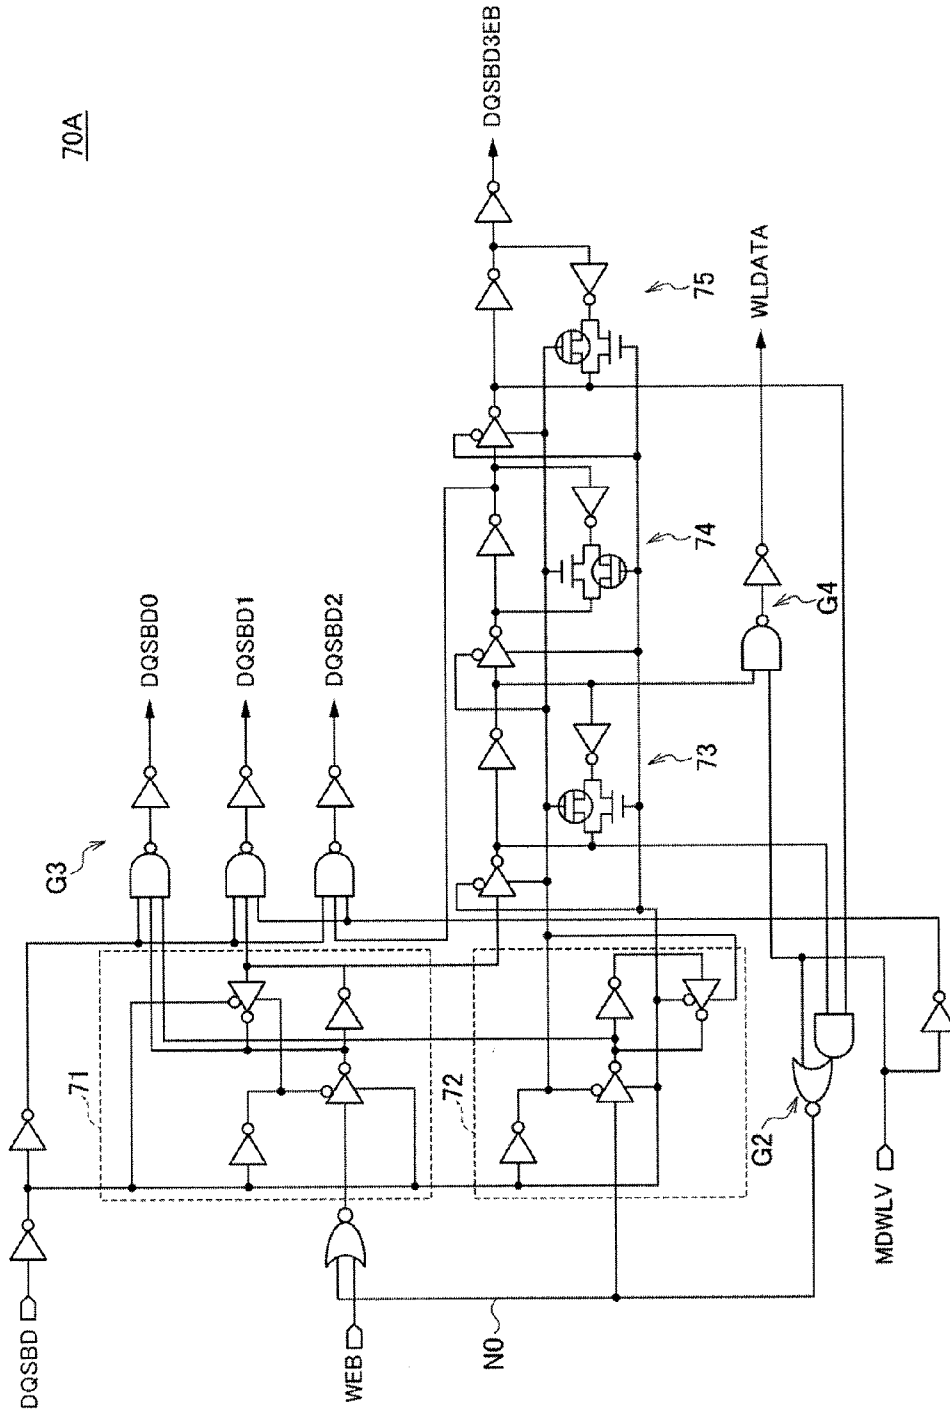 70A
DQSBD
WEB
N0
71
72
G3
DQSBD0
DQSBD1
DQSBD2
DQSBD3EB
73
74
75
WLDATA
G4
G2
MDWLV